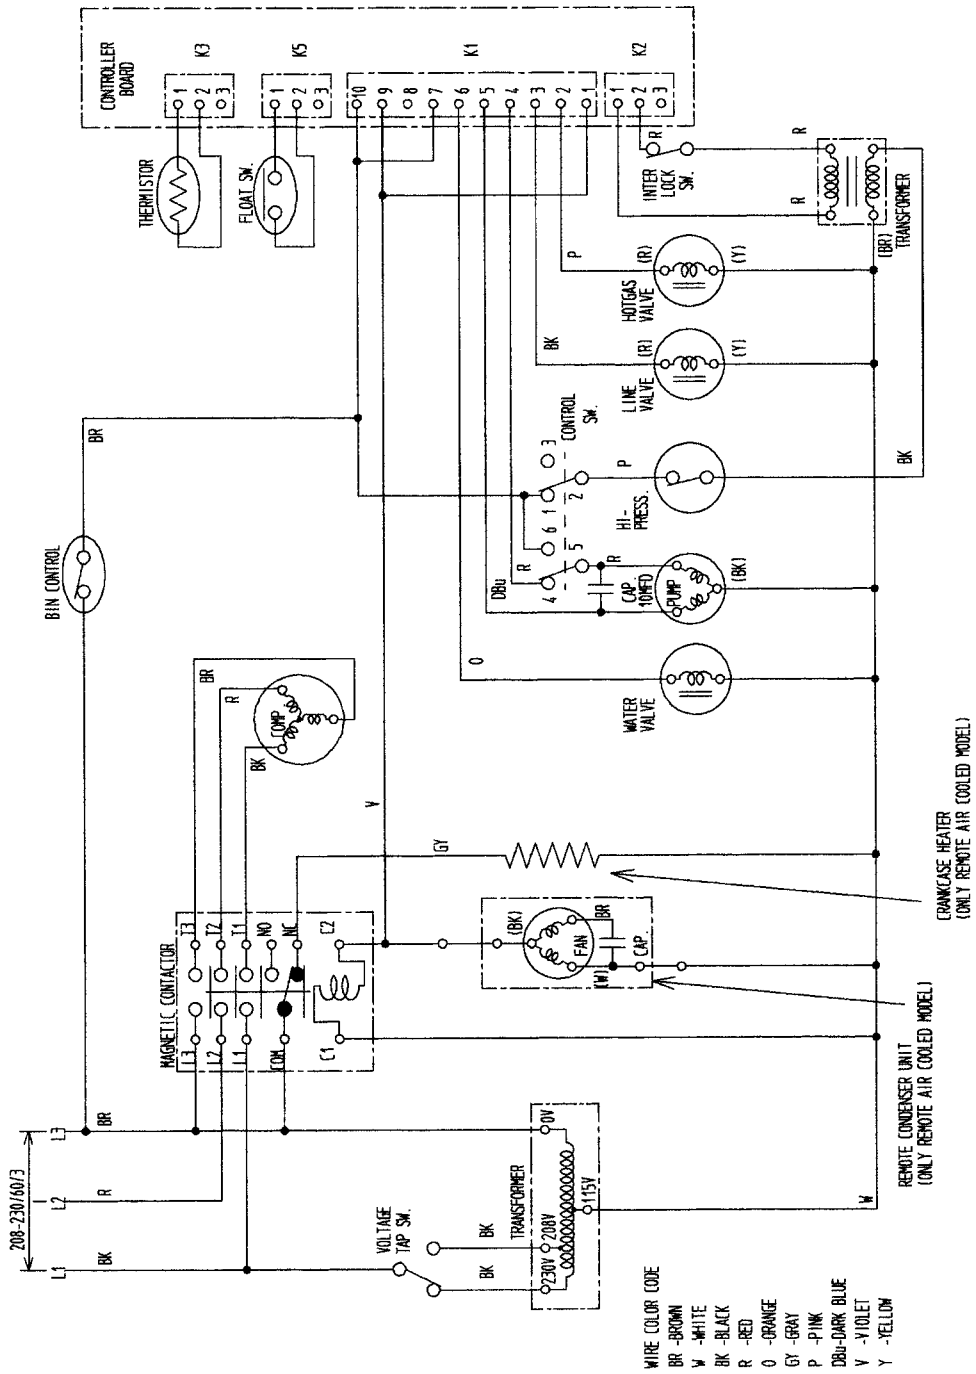 208-230/60/3
L1
L2
L3
BK
R
BR
BIN CONTROL
BR
CONTROLLER
BOARD
K3
K5
K1
K2
1
2
3
1
2
3
10
9
8
7
6
5
4
3
2
1
1
2
3
THERMISTOR
FLOAT SW.
INTER
LOCK
SW.
R
R
R
TRANSFORMER
(BR)
MAGNETIC CONTACTOR
L3
L2
L1
COM
C1
T3
T2
T1
NO
NC
C2
BR
R
BK
COMP.
V
GY
O
DBu
R
4
5
6
1
2
3
CONTROL
SW.
BK
P
P
HOTGAS
VALVE
(R)
(Y)
LINE
VALVE
(R)
(Y)
HI-
PRESS.
BK
CAP.
10MFD
R
PUMP
(BK)
WATER
VALVE
VOLTAGE
TAP SW.
BK
BK
TRANSFORMER
230V
208V
0V
115V
W
(BK)
FAN
BR
(W)
CAP.
REMOTE CONDENSER UNIT
(ONLY REMOTE AIR COOLED MODEL)
CRANKCASE HEATER
(ONLY REMOTE AIR COOLED MODEL)
WIRE COLOR CODE
BR -BROWN
W -WHITE
BK -BLACK
R -RED
O -ORANGE
GY -GRAY
P -PINK
DBu-DARK BLUE
V -VIOLET
Y -YELLOW